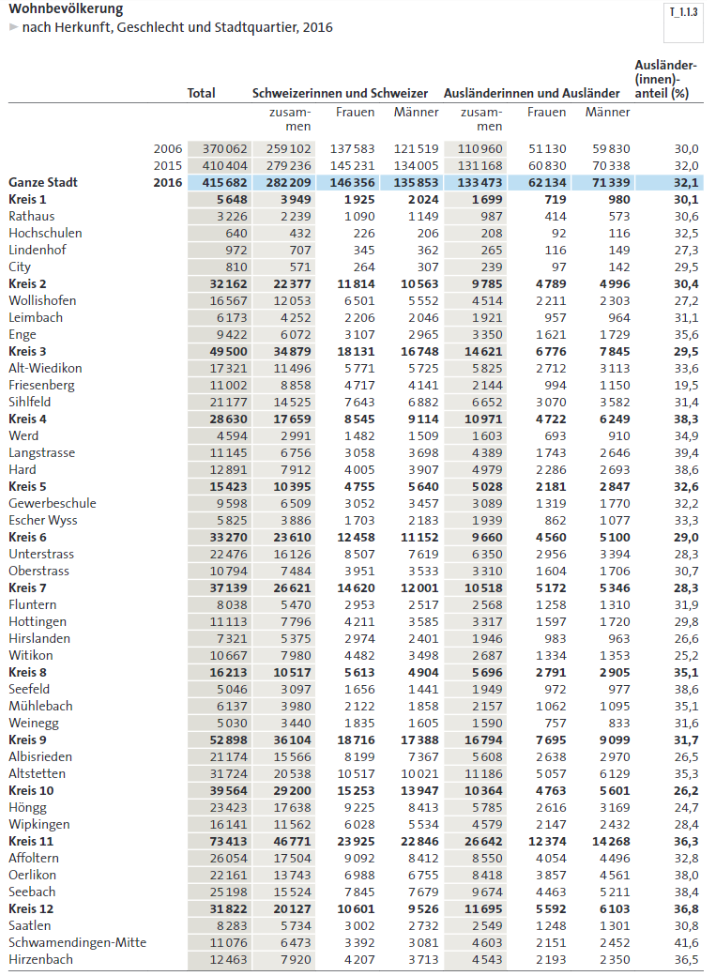 Wohnbevölkerung
► nach Herkunft, Geschlecht und Stadtquartier, 2016
T_1.1.3
Total Schweizerinnen und Schweizer Ausländerinnen und Ausländer Ausländer-(innen)-anteil (%)
zusam-men Frauen Männer zusam-men Frauen Männer
2006 370 062 259 102 137 583 121 519 110 960 51 130 59 830 30,0
2015 410 404 279 236 145 231 134 005 131 168 60 830 70 338 32,0
Ganze Stadt 2016 415 682 282 209 146 356 135 853 133 473 62 134 71 339 32,1
Kreis 1 5 648 3 949 1 925 2 024 1 699 719 980 30,1
Rathaus 3 226 2 239 1 090 1 149 987 414 573 30,6
Hochschulen 640 432 226 206 208 92 116 32,5
Lindenhof 972 707 345 362 265 116 149 27,3
City 810 571 264 307 239 97 142 29,5
Kreis 2 32 162 22 377 11 814 10 563 9 785 4 789 4 996 30,4
Wollishofen 16 567 12 053 6 501 5 552 4 514 2 211 2 303 27,2
Leimbach 6 173 4 252 2 206 2 046 1 921 957 964 31,1
Enge 9 422 6 072 3 107 2 965 3 350 1 621 1 729 35,6
Kreis 3 49 500 34 879 18 131 16 748 14 621 6 776 7 845 29,5
Alt-Wiedikon 17 321 11 496 5 771 5 725 5 825 2 712 3 113 33,6
Friesenberg 11 002 8 858 4 717 4 141 2 144 994 1 150 19,5
Sihlfeld 21 177 14 525 7 643 6 882 6 652 3 070 3 582 31,4
Kreis 4 28 630 17 659 8 545 9 114 10 971 4 722 6 249 38,3
Werd 4 594 2 991 1 482 1 509 1 603 693 910 34,9
Langstrasse 11 145 6 756 3 058 3 698 4 389 1 743 2 646 39,4
Hard 12 891 7 912 4 005 3 907 4 979 2 286 2 693 38,6
Kreis 5 15 423 10 395 4 755 5 640 5 028 2 181 2 847 32,6
Gewerbeschule 9 598 6 509 3 052 3 457 3 089 1 319 1 770 32,2
Escher Wyss 5 825 3 886 1 703 2 183 1 939 862 1 077 33,3
Kreis 6 33 270 23 610 12 458 11 152 9 660 4 560 5 100 29,0
Unterstrass 22 476 16 126 8 507 7 619 6 350 2 956 3 394 28,3
Oberstrass 10 794 7 484 3 951 3 533 3 310 1 604 1 706 30,7
Kreis 7 37 139 26 621 14 620 12 001 10 518 5 172 5 346 28,3
Fluntern 8 038 5 470 2 953 2 517 2 568 1 258 1 310 31,9
Hottingen 11 113 7 796 4 211 3 585 3 317 1 597 1 720 29,8
Hirslanden 7 321 5 375 2 974 2 401 1 946 983 963 26,6
Witikon 10 667 7 980 4 482 3 498 2 687 1 334 1 353 25,2
Kreis 8 16 213 10 517 5 613 4 904 5 696 2 791 2 905 35,1
Seefeld 5 046 3 097 1 656 1 441 1 949 972 977 38,6
Mühlebach 6 137 3 980 2 122 1 858 2 157 1 062 1 095 35,1
Weinegg 5 030 3 440 1 835 1 605 1 590 757 833 31,6
Kreis 9 52 898 36 104 18 716 17 388 16 794 7 695 9 099 31,7
Albisrieden 21 174 15 566 8 199 7 367 5 608 2 638 2 970 26,5
Altstetten 31 724 20 538 10 517 10 021 11 186 5 057 6 129 35,3
Kreis 10 39 564 29 200 15 253 13 947 10 364 4 763 5 601 26,2
Höngg 23 423 17 638 9 225 8 413 5 785 2 616 3 169 24,7
Wipkingen 16 141 11 562 6 028 5 534 4 579 2 147 2 432 28,4
Kreis 11 73 413 46 771 23 925 22 846 26 642 12 374 14 268 36,3
Affoltern 26 054 17 504 9 092 8 412 8 550 4 054 4 496 32,8
Oerlikon 22 161 13 743 6 988 6 755 8 418 3 857 4 561 38,0
Seebach 25 198 15 524 7 845 7 679 9 674 4 463 5 211 38,4
Kreis 12 31 822 20 127 10 601 9 526 11 695 5 592 6 103 36,8
Saatlen 8 283 5 734 3 002 2 732 2 549 1 248 1 301 30,8
Schwamendingen-Mitte 11 076 6 473 3 392 3 081 4 603 2 151 2 452 41,6
Hirzenbach 12 463 7 920 4 207 3 713 4 543 2 193 2 350 36,5